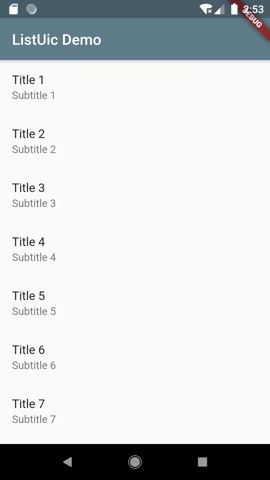 2:53
DEBUG
ListUic Demo
Title 1
Subtitle 1
Title 2
Subtitle 2
Title 3
Subtitle 3
Title 4
Subtitle 4
Title 5
Subtitle 5
Title 6
Subtitle 6
Title 7
Subtitle 7